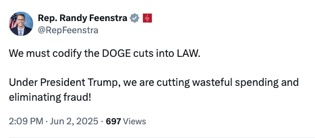 Rep. Randy Feenstra
@RepFeenstra
We must codify the DOGE cuts into LAW.
Under President Trump, we are cutting wasteful spending and
eliminating fraud!
2:09 PM · Jun 2, 2025 · 697 Views